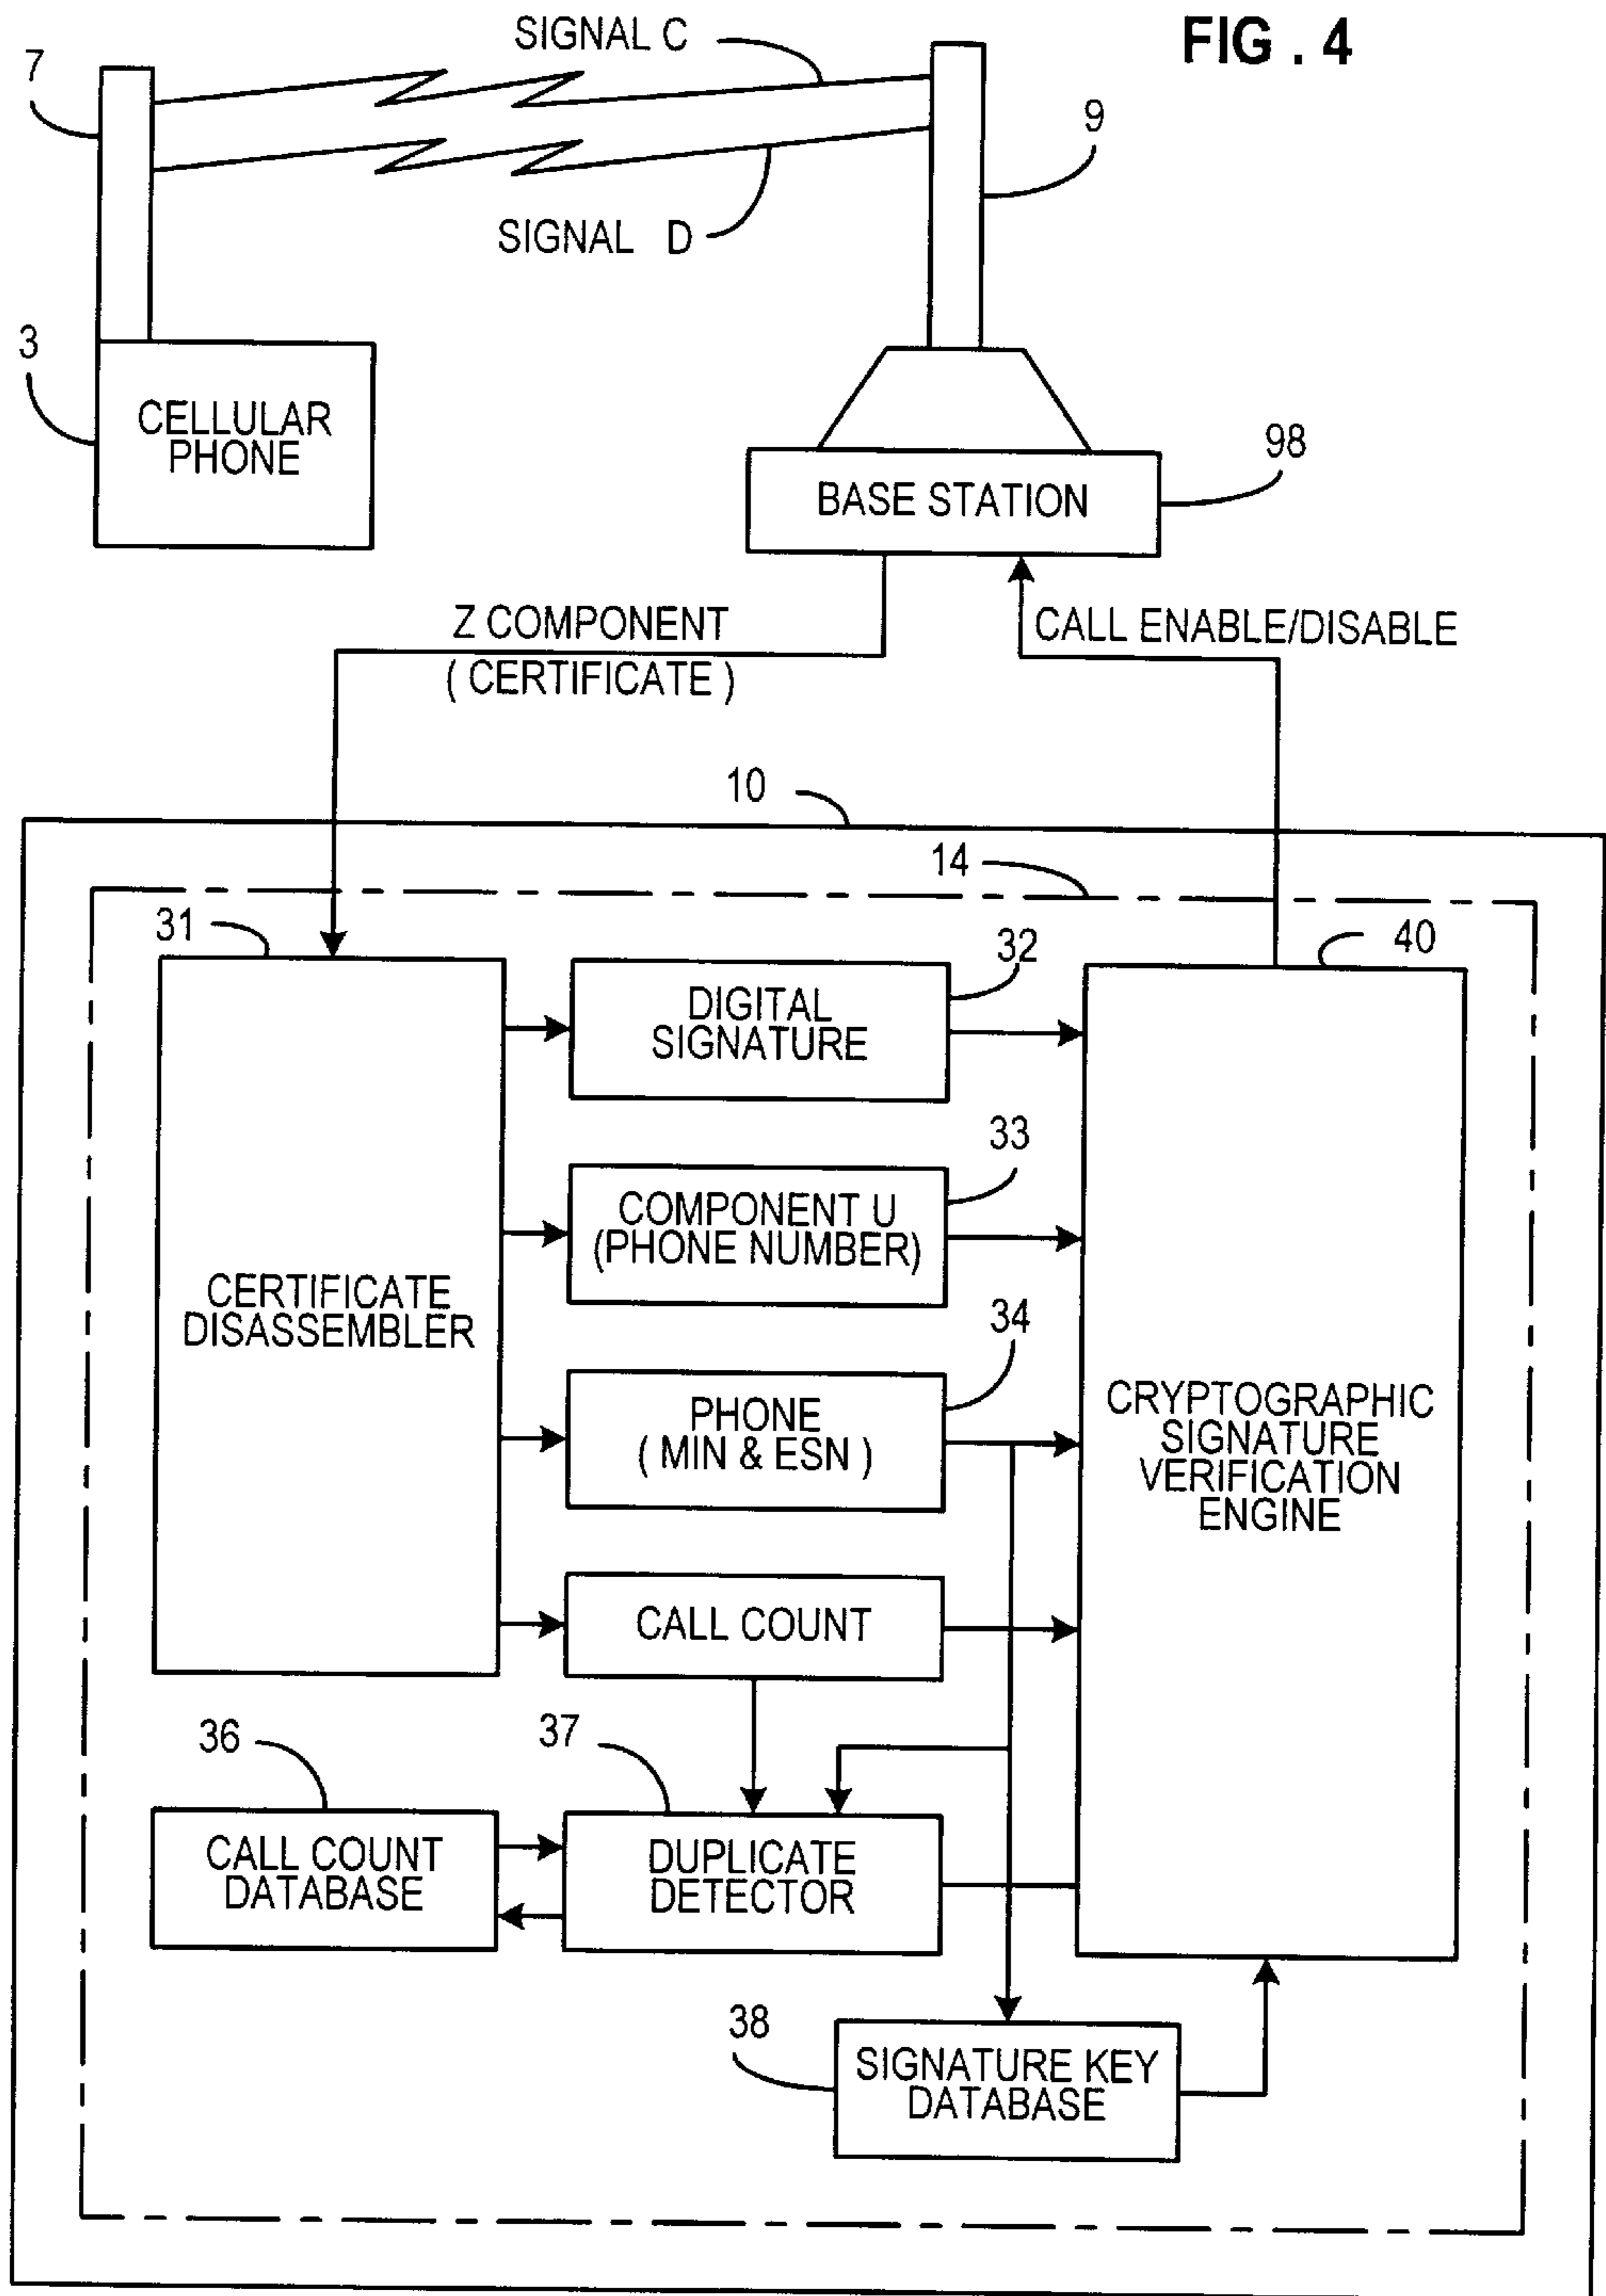 FIG . 4
SIGNAL C
7
9
SIGNAL D
3
CELLULAR
PHONE
98
BASE STATION
Z COMPONENT
( CERTIFICATE )
CALL ENABLE/DISABLE
10
14
31
32
40
DIGITAL
SIGNATURE
33
COMPONENT U
(PHONE NUMBER)
CERTIFICATE
DISASSEMBLER
34
PHONE
( MIN & ESN )
CRYPTOGRAPHIC
SIGNATURE
VERIFICATION
ENGINE
CALL COUNT
36
37
CALL COUNT
DATABASE
DUPLICATE
DETECTOR
38
SIGNATURE KEY
DATABASE